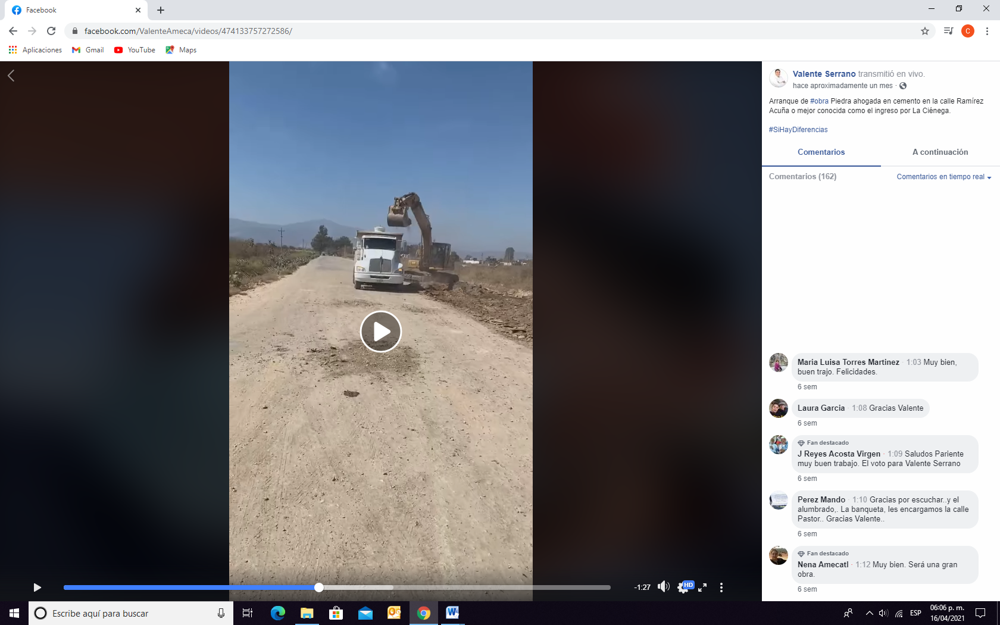 Facebook
facebook.com/ValenteAmeca/videos/474133757272586/
C
Aplicaciones
Gmail
YouTube
Maps
Valente Serrano transmitió en vivo.
hace aproximadamente un mes ·
Arranque de #obra Piedra ahogada en cemento en la calle Ramírez
Acuña o mejor conocida como el ingreso por La Ciénega.
#SiHayDiferencias
Comentarios
A continuación
Comentarios (162)
Comentarios en tiempo real
Maria Luisa Torres Martinez · 1:03 Muy bien,
buen trajo. Felicidades.
6 sem
Laura Garcia · 1:08 Gracias Valente
6 sem
Fan destacado
J Reyes Acosta Virgen · 1:09 Saludos Pariente
muy buen trabajo. El voto para Valente Serrano
6 sem
Perez Mando · 1:10 Gracias por escuchar..y el
alumbrado,. La banqueta, les encargamos la calle
Pastor.. Gracias Valente..
6 sem
Fan destacado
Nena Amecatl · 1:12 Muy bien. Será una gran
obra.
6 sem
-1:27
HD
Escribe aquí para buscar
ESP
06:06 p. m.
16/04/2021